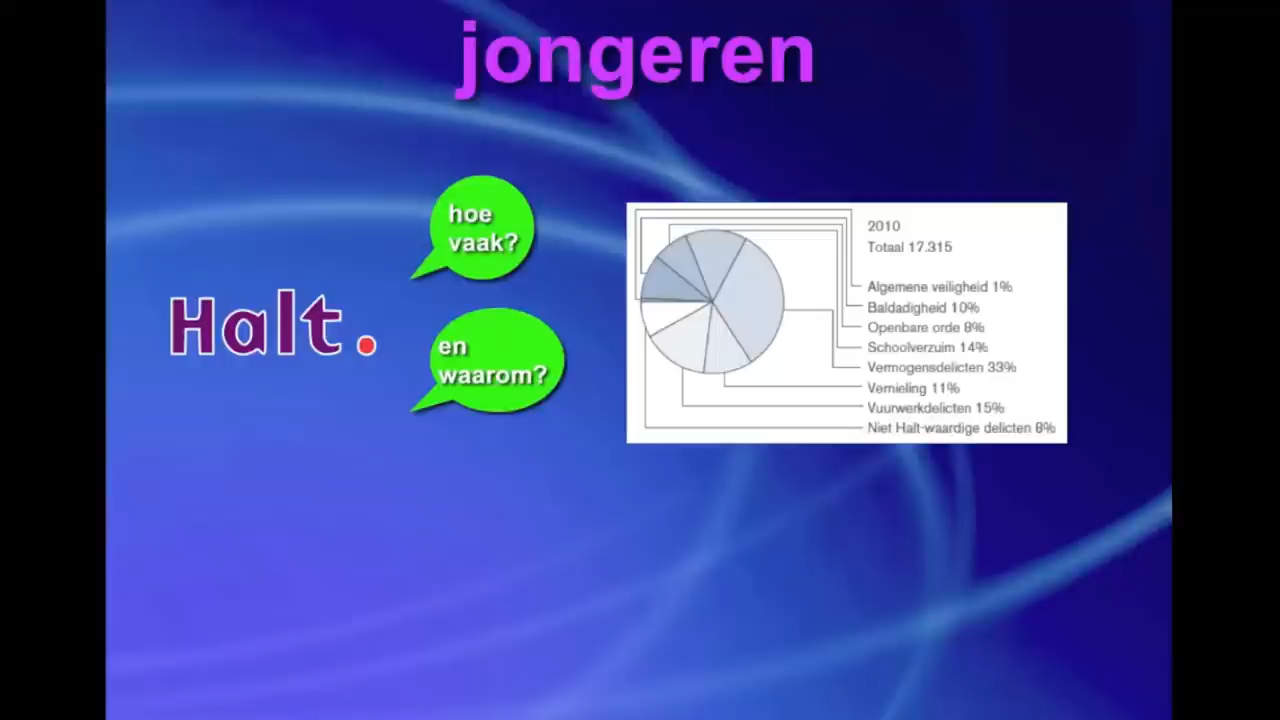 jongeren
Halt.
hoe
vaak?
en
waarom?
2010
Totaal 17.315
Algemene veiligheid 1%
Baldadigheid 10%
Openbare orde 8%
Schoolverzuim 14%
Vermogensdelicten 33%
Vernieling 11%
Vuurwerkdelicten 15%
Niet Halt-waardige delicten 8%